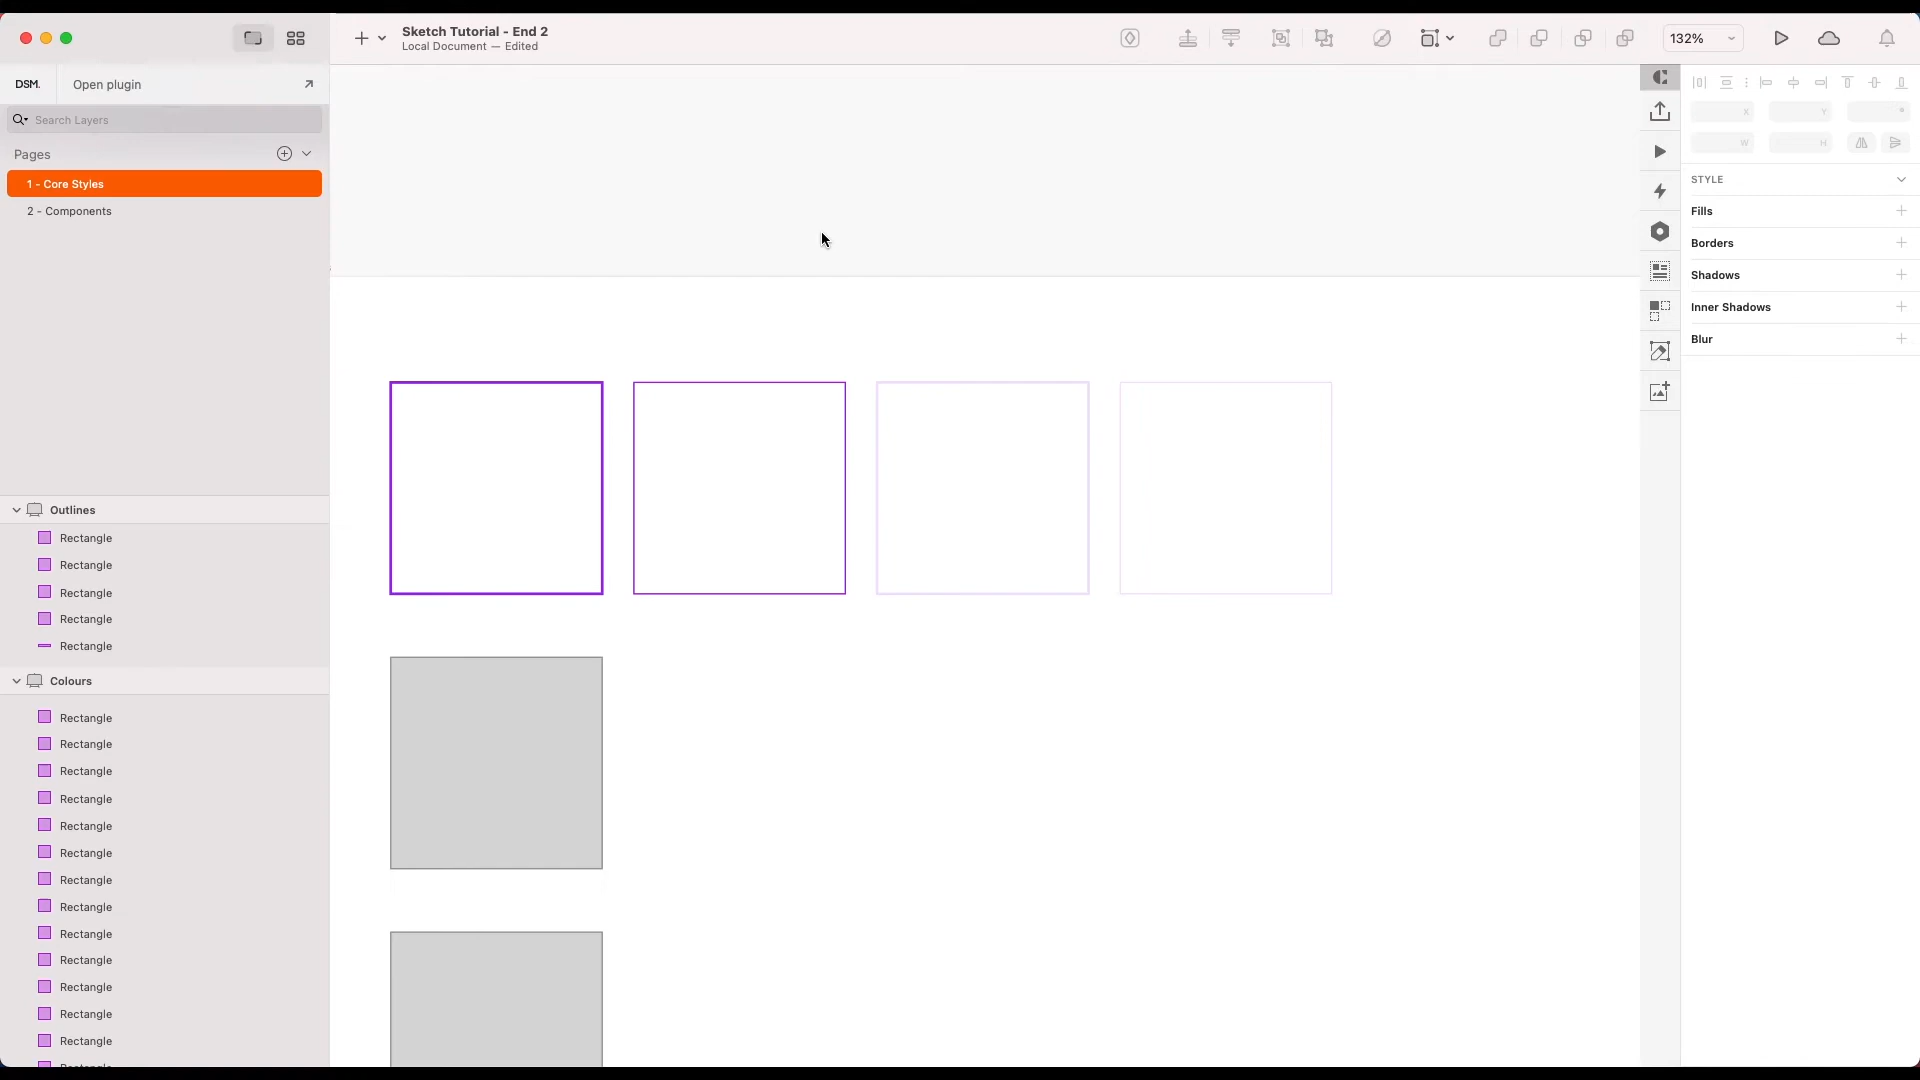 Sketch Tutorial - End 2
Local Document — Edited
132%
DSM.
Open plugin
Search Layers
Pages
1 - Core Styles
2 - Components
Outlines
Rectangle
Rectangle
Rectangle
Rectangle
Rectangle
Colours
Rectangle
Rectangle
Rectangle
Rectangle
Rectangle
Rectangle
Rectangle
Rectangle
Rectangle
Rectangle
Rectangle
Rectangle
Rectangle
X
Y
°
W
H
STYLE
Fills
Borders
Shadows
Inner Shadows
Blur